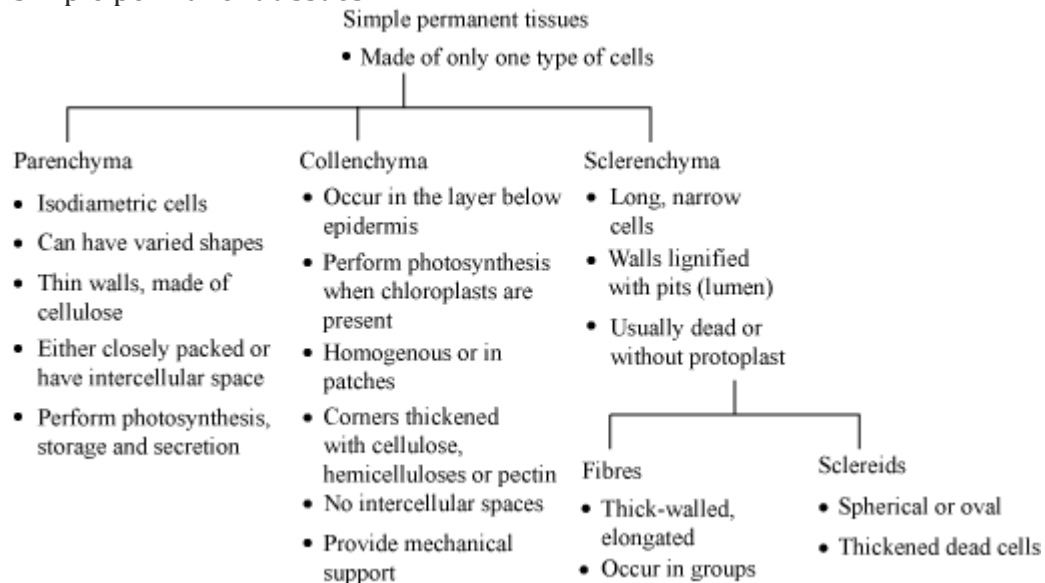 Simple permanent tissues
• Made of only one type of cells
Parenchyma
• Isodiametric cells
• Can have varied shapes
• Thin walls, made of
cellulose
• Either closely packed or
have intercellular space
• Perform photosynthesis,
storage and secretion
Collenchyma
• Occur in the layer below
epidermis
• Perform photosynthesis
when chloroplasts are
present
• Homogenous or in
patches
• Corners thickened
with cellulose,
hemicelluloses or pectin
• No intercellular spaces
• Provide mechanical
support
Sclerenchyma
• Long, narrow
cells
• Walls lignified
with pits (lumen)
• Usually dead or
without protoplast
Fibres
• Thick-walled,
elongated
• Occur in groups
Sclereids
• Spherical or oval
• Thickened dead cells